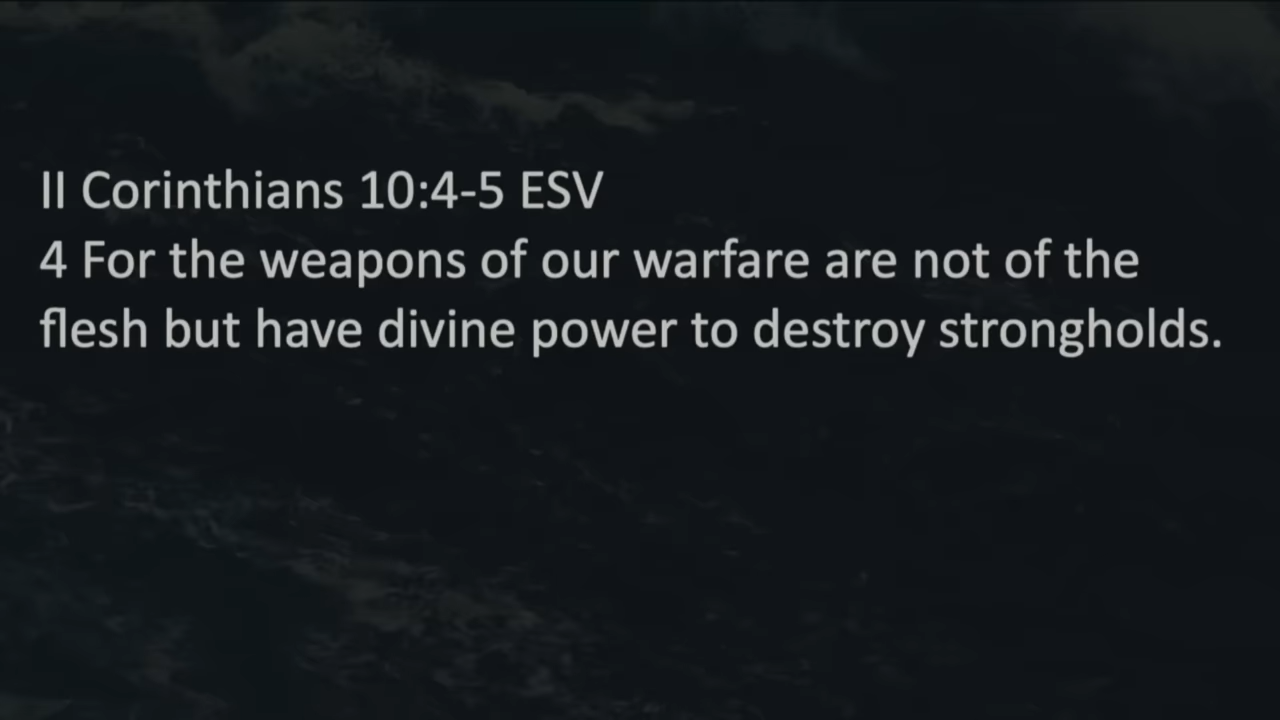 II Corinthians 10:4-5 ESV
4 For the weapons of our warfare are not of the
flesh but have divine power to destroy strongholds.